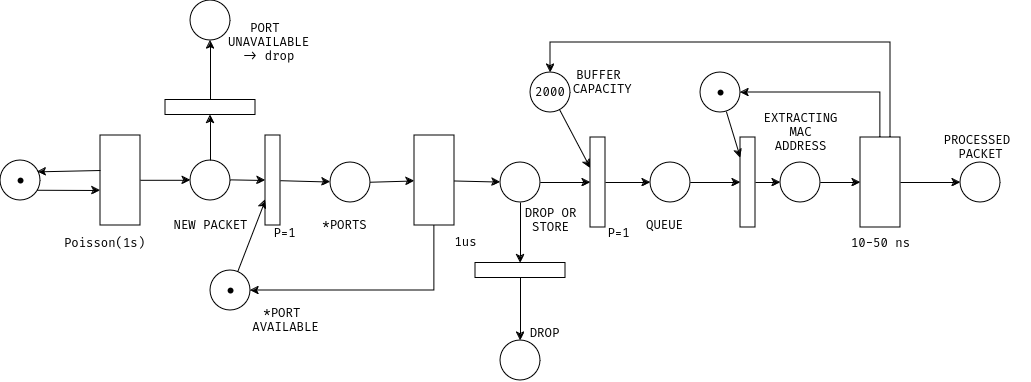 PORT
UNAVAILABLE
→ drop
BUFFER
CAPACITY
2000
EXTRACTING
MAC
ADDRESS
PROCESSED
PACKET
NEW PACKET
P=1
*PORTS
DROP OR
STORE
P=1
QUEUE
Poisson(1s)
1us
10-50 ns
*PORT
AVAILABLE
DROP